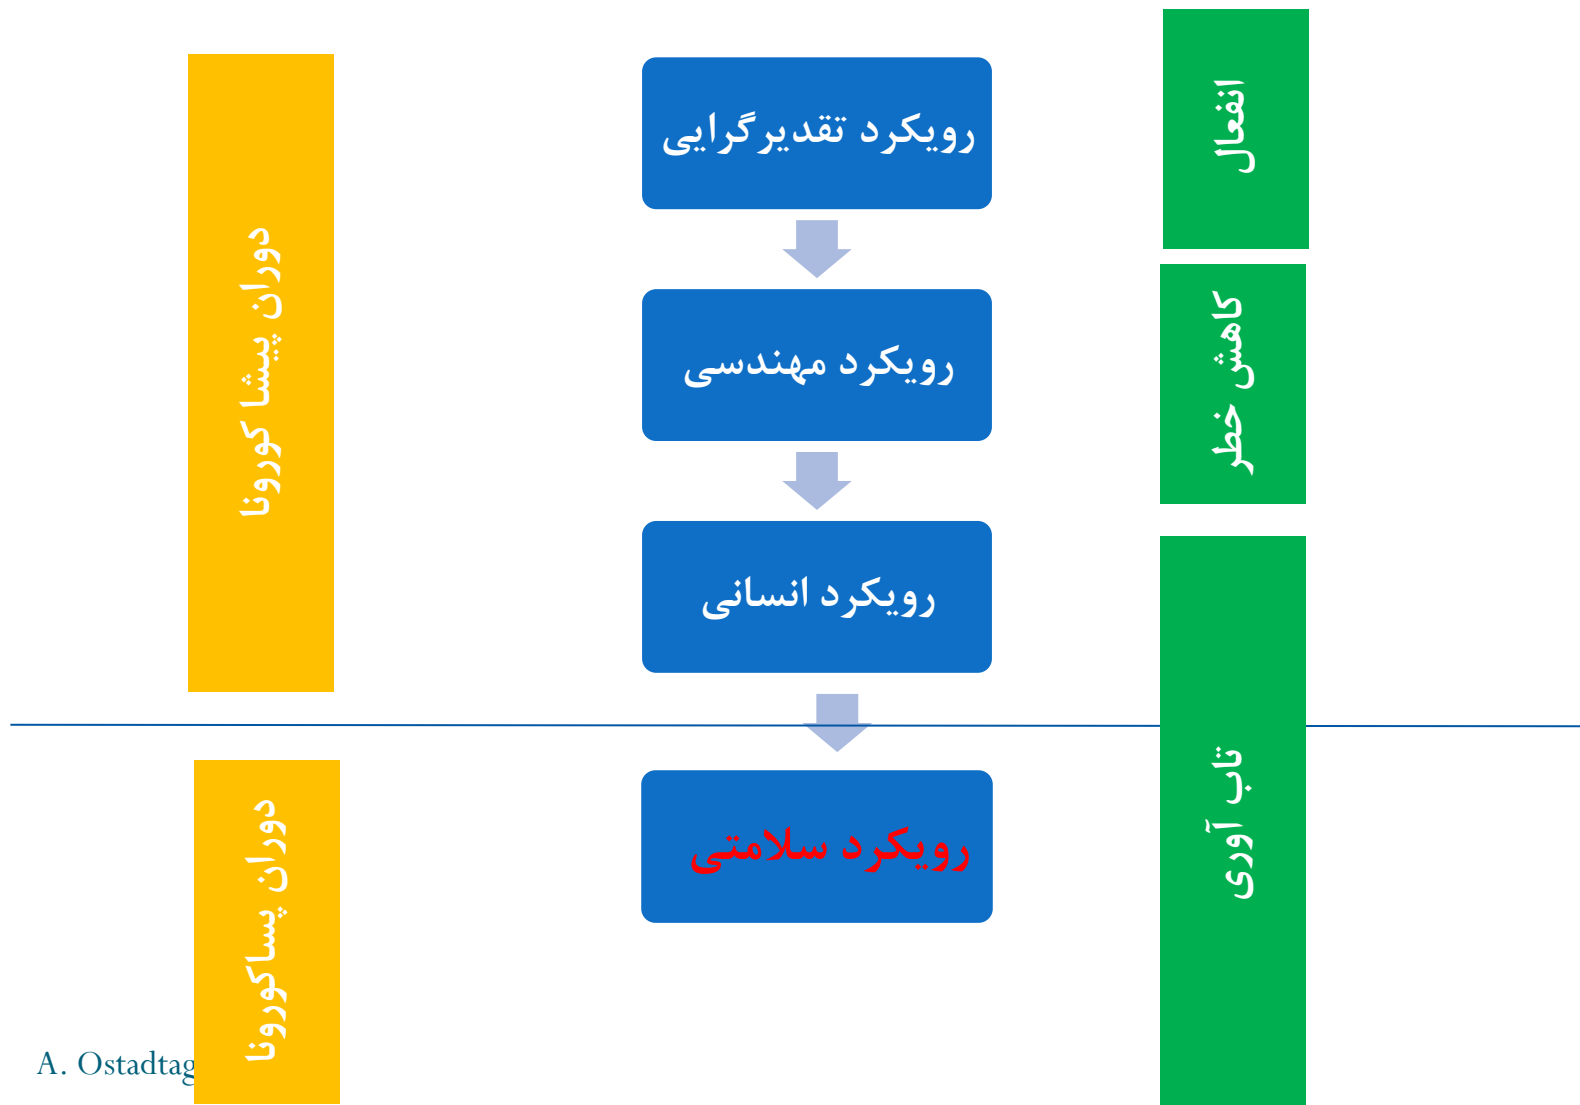 انفعال
رویکرد تقدیرگرایی
دوران پیشا کورونا
کاهش خطر
رویکرد مهندسی
رویکرد انسانی
تاب آوری
رویکرد سلامتی
دوران پساکورونا
A. Ostadtag